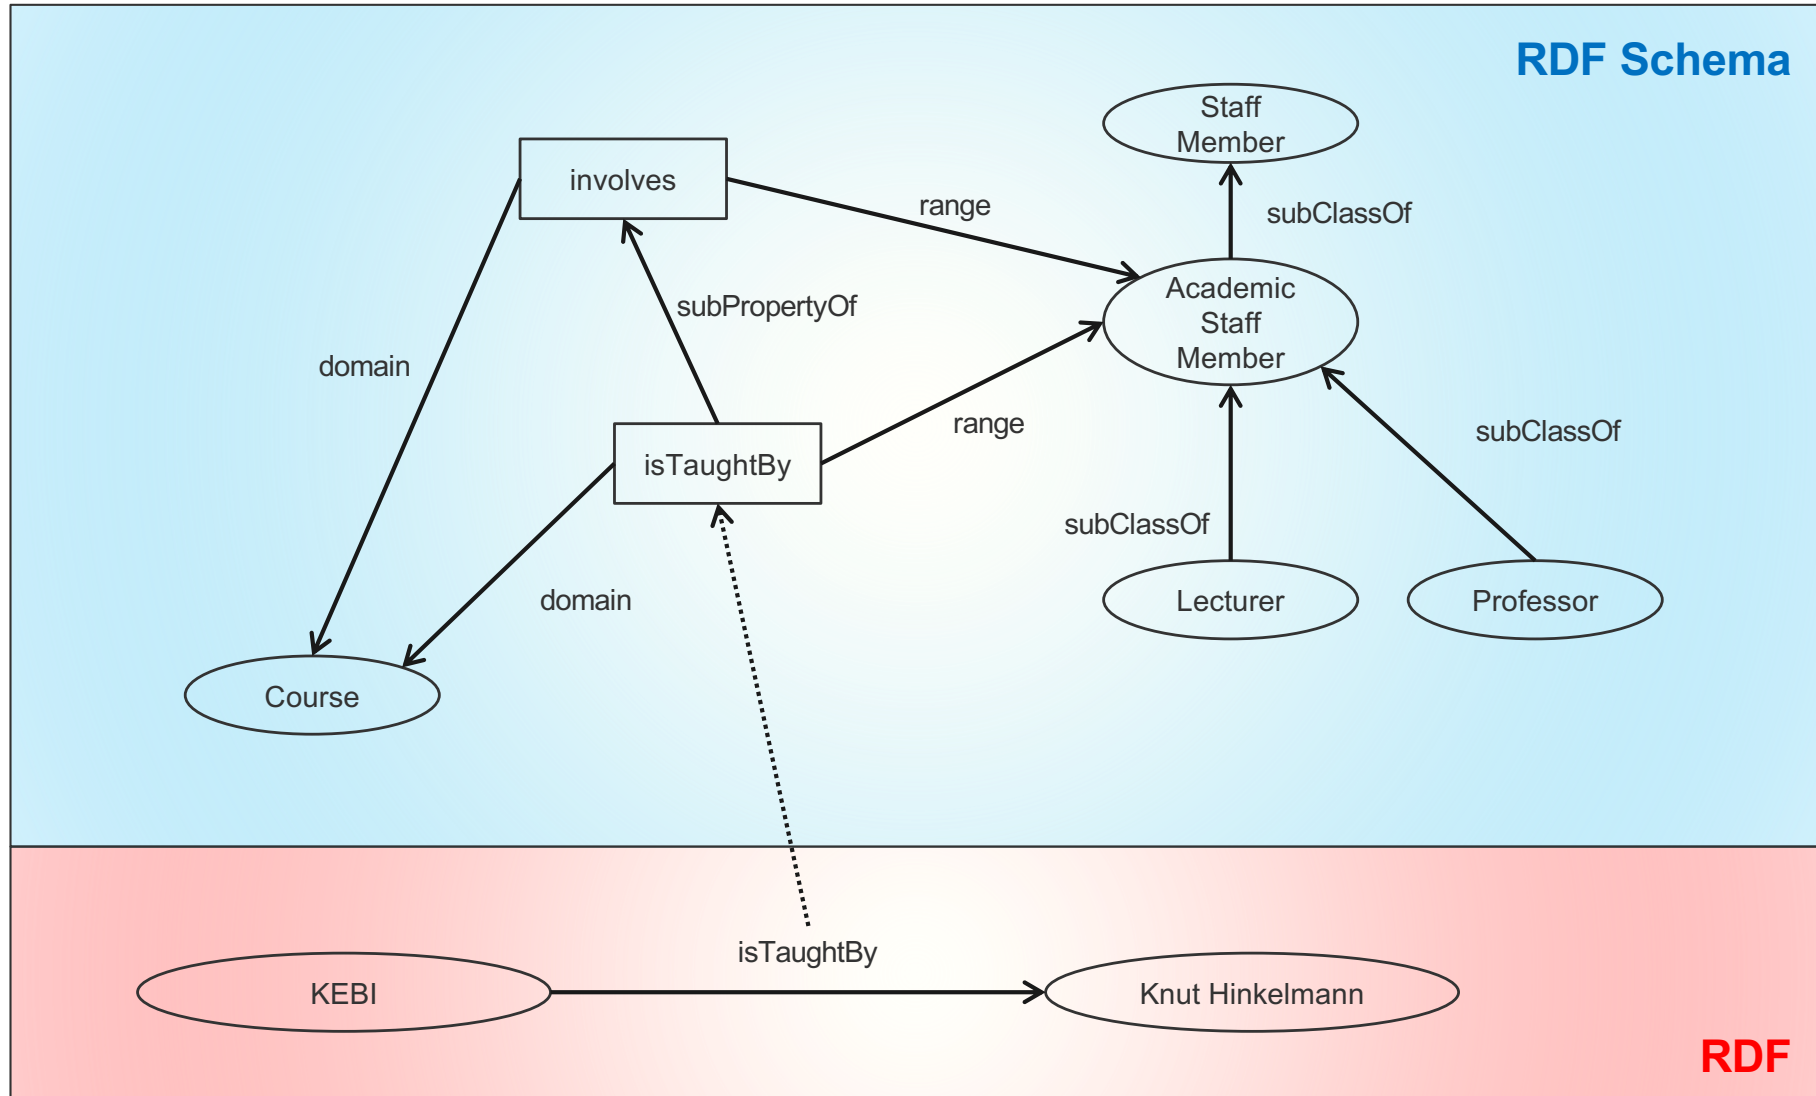 RDF Schema
Staff
Member
involves
range
subClassOf
Academic
Staff
Member
subPropertyOf
domain
range
subClassOf
isTaughtBy
subClassOf
domain
Lecturer
Professor
Course
isTaughtBy
KEBI
Knut Hinkelmann
RDF